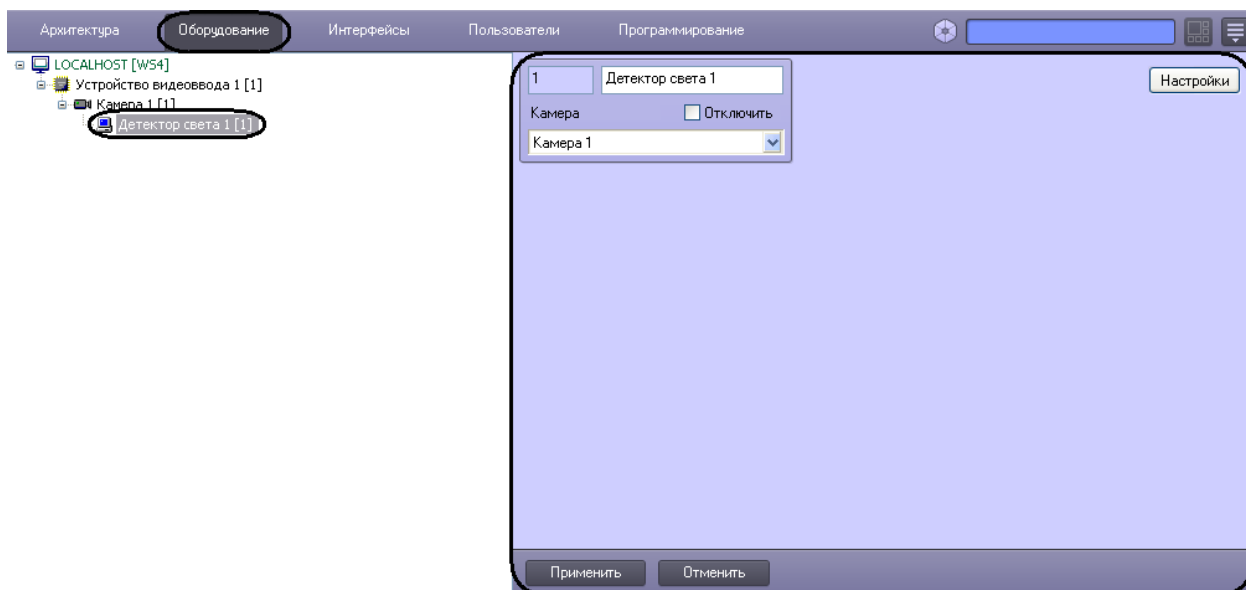 Архитектура Оборудование Интерфейсы Пользователи Программирование
LOCALHOST [WS4]
Устройство видеоввода 1 [1]
Камера 1 [1]
Детектор света 1 [1]
1 Детектор света 1
Настройки
Камера Отключить
Камера 1
Применить Отменить